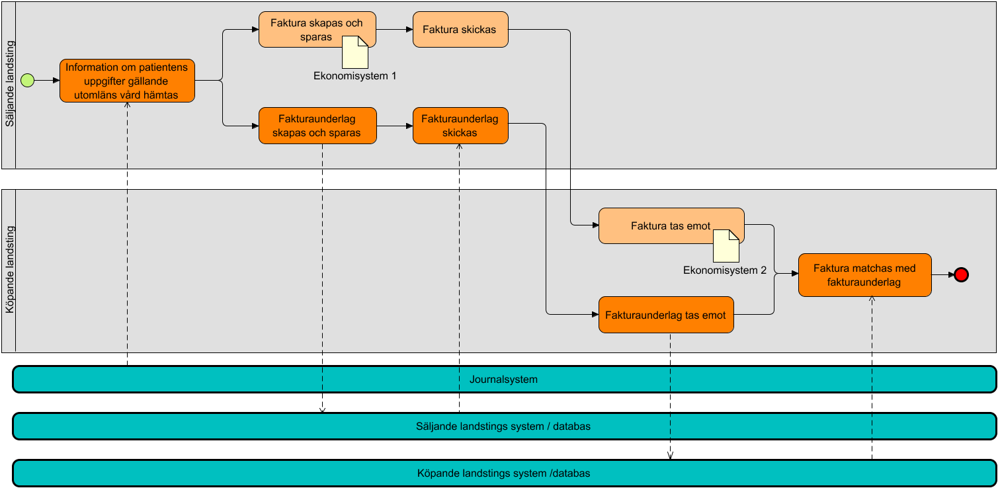 Säljande landsting
Information om patientens
uppgifter gällande
utomläns vård hämtas
Faktura skapas och
sparas
Ekonomisystem 1
Faktura skickas
Fakturaunderlag
skapas och sparas
Fakturaunderlag
skickas
Köpande landsting
Faktura tas emot
Ekonomisystem 2
Fakturaunderlag tas emot
Faktura matchas med
fakturaunderlag
Journalsystem
Säljande landstings system / databas
Köpande landstings system /databas